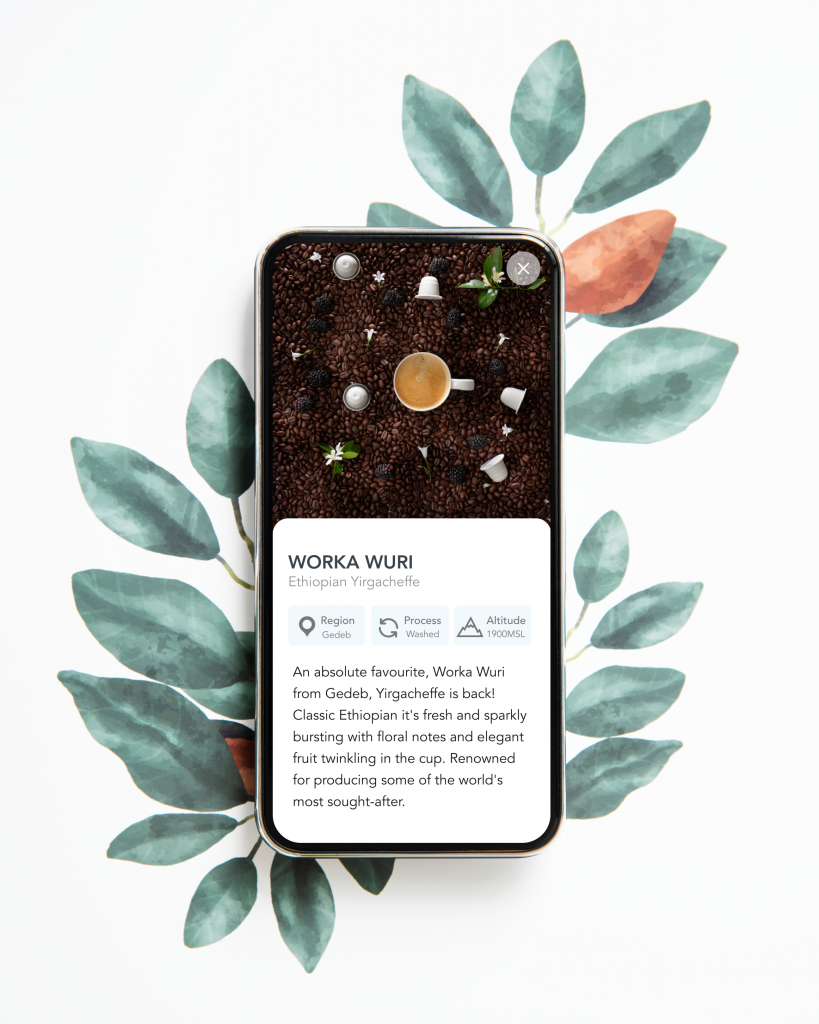 WORKA WURI
Ethiopian Yirgacheffe
Region
Gedeb
Process
Washed
Altitude
1900MSL
An absolute favourite, Worka Wuri
from Gedeb, Yirgacheffe is back!
Classic Ethiopian it's fresh and sparkly
bursting with floral notes and elegant
fruit twinkling in the cup. Renowned
for producing some of the world's
most sought-after.